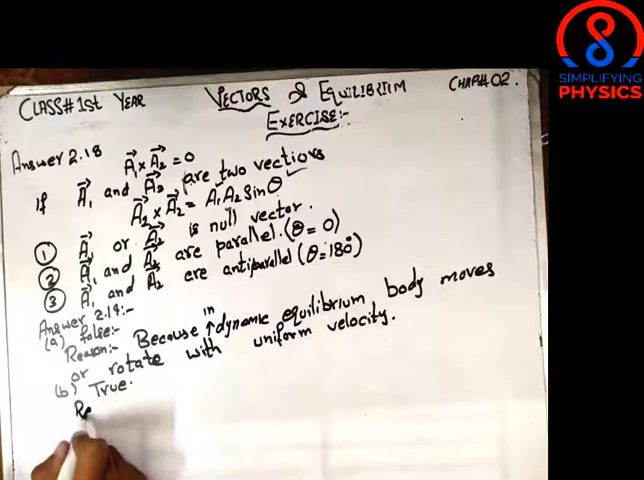 CLASS# 1st YEAR VECTORS & EQUILIBRIUM CHAP# 02.
EXERCISE:-
SIMPLIFYING
PHYSICS
Answer 2.18
A⃗₁ x A⃗₂ = 0
If A⃗₁ and A⃗₂ are two vectiors
A⃗₁ x A⃗₂ = A₁A₂ Sinθ
① A⃗₁ or A⃗₂ is null vector.
② A⃗₁ and A⃗₂ are parallel. (θ = 0)
③ A⃗₁ and A⃗₂ are antiparallel (θ = 180°)
Answer 2.19:-
(a) false:-
Reason:- Because in dynamic equilibrium body moves
or rotate with uniform velocity.
(b) True.
Re